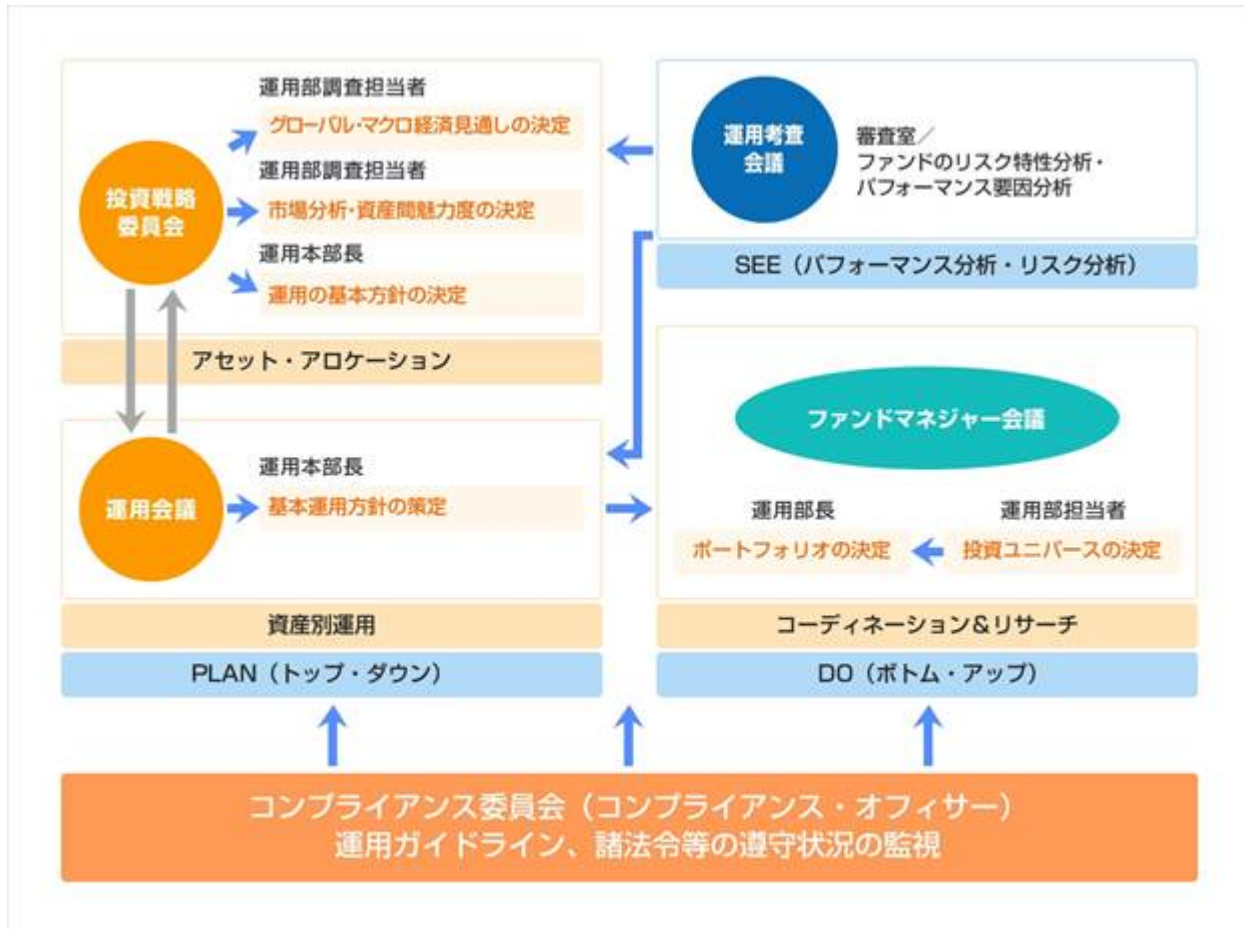 投資戦略
委員会
運用部調査担当者
グローバル・マクロ経済見通しの決定
運用部調査担当者
市場分析・資産間魅力度の決定
運用本部長
運用の基本方針の決定
アセット・アロケーション
運用会議
運用本部長
基本運用方針の策定
資産別運用
PLAN（トップ・ダウン）
運用考査
会議
審査室／
ファンドのリスク特性分析・
パフォーマンス要因分析
SEE（パフォーマンス分析・リスク分析）
ファンドマネジャー会議
運用部長
ポートフォリオの決定
運用部担当者
投資ユニバースの決定
コーディネーション＆リサーチ
DO（ボトム・アップ）
コンプライアンス委員会（コンプライアンス・オフィサー）
運用ガイドライン、諸法令等の遵守状況の監視